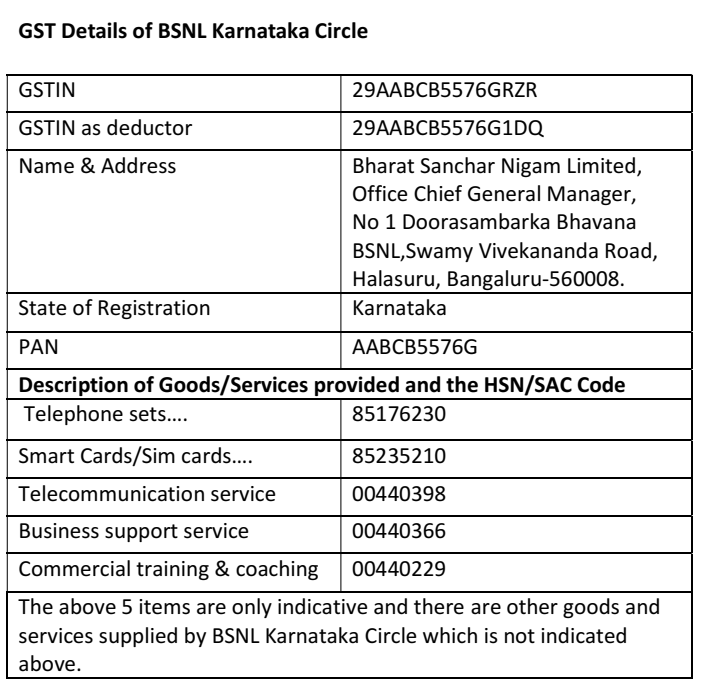 GST Details of BSNL Karnataka Circle
GSTIN 29AABCB5576GRZR
GSTIN as deductor 29AABCB5576G1DQ
Name & Address Bharat Sanchar Nigam Limited,
Office Chief General Manager,
No 1 Doorasambarka Bhavana
BSNL,Swamy Vivekananda Road,
Halasuru, Bangaluru-560008.
State of Registration Karnataka
PAN AABCB5576G
Description of Goods/Services provided and the HSN/SAC Code
Telephone sets.... 85176230
Smart Cards/Sim cards.... 85235210
Telecommunication service 00440398
Business support service 00440366
Commercial training & coaching 00440229
The above 5 items are only indicative and there are other goods and
services supplied by BSNL Karnataka Circle which is not indicated
above.